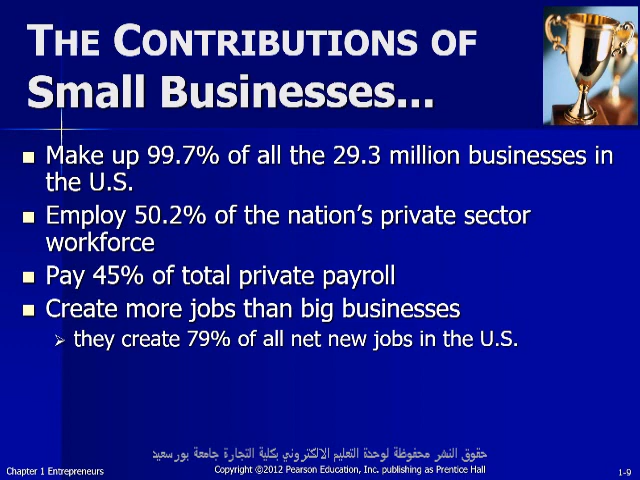 THE CONTRIBUTIONS OF
Small Businesses...
Make up 99.7% of all the 29.3 million businesses in
the U.S.
Employ 50.2% of the nation's private sector
workforce
Pay 45% of total private payroll
Create more jobs than big businesses
they create 79% of all net new jobs in the U.S.
حقوق النشر محفوظة لوحدة التعليم الالكتروني بكلية التجارة جامعة بورسعيد
Chapter 1 Entrepreneurs
Copyright ©2012 Pearson Education, Inc. publishing as Prentice Hall
1-9